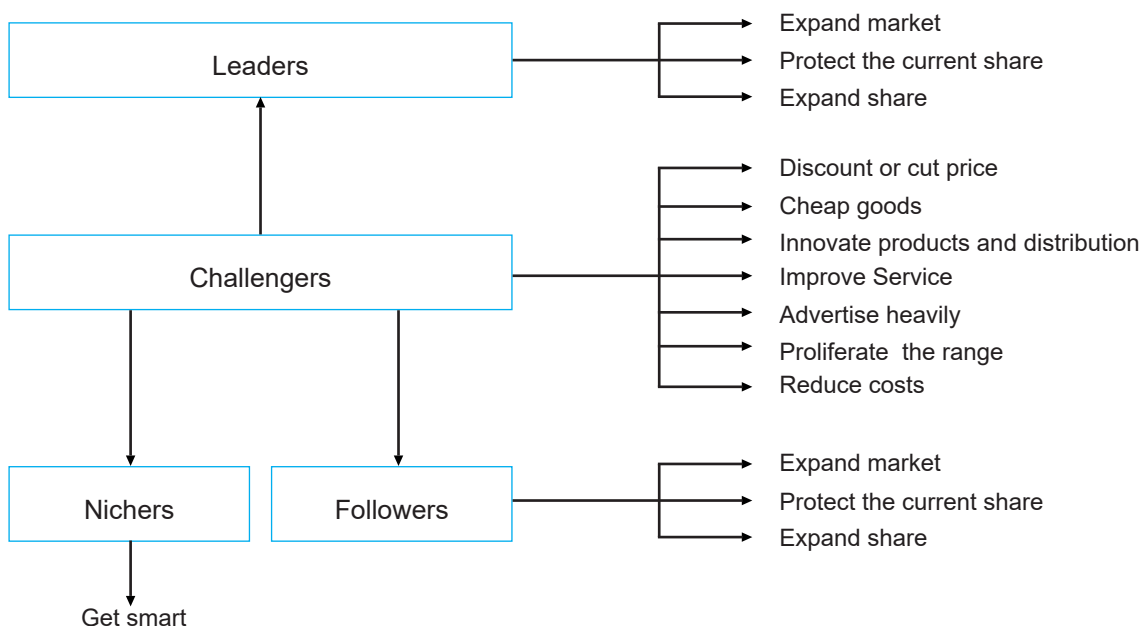 Leaders
Expand market
Protect the current share
Expand share
Challengers
Discount or cut price
Cheap goods
Innovate products and distribution
Improve Service
Advertise heavily
Proliferate  the range
Reduce costs
Nichers
Followers
Expand market
Protect the current share
Expand share
Get smart